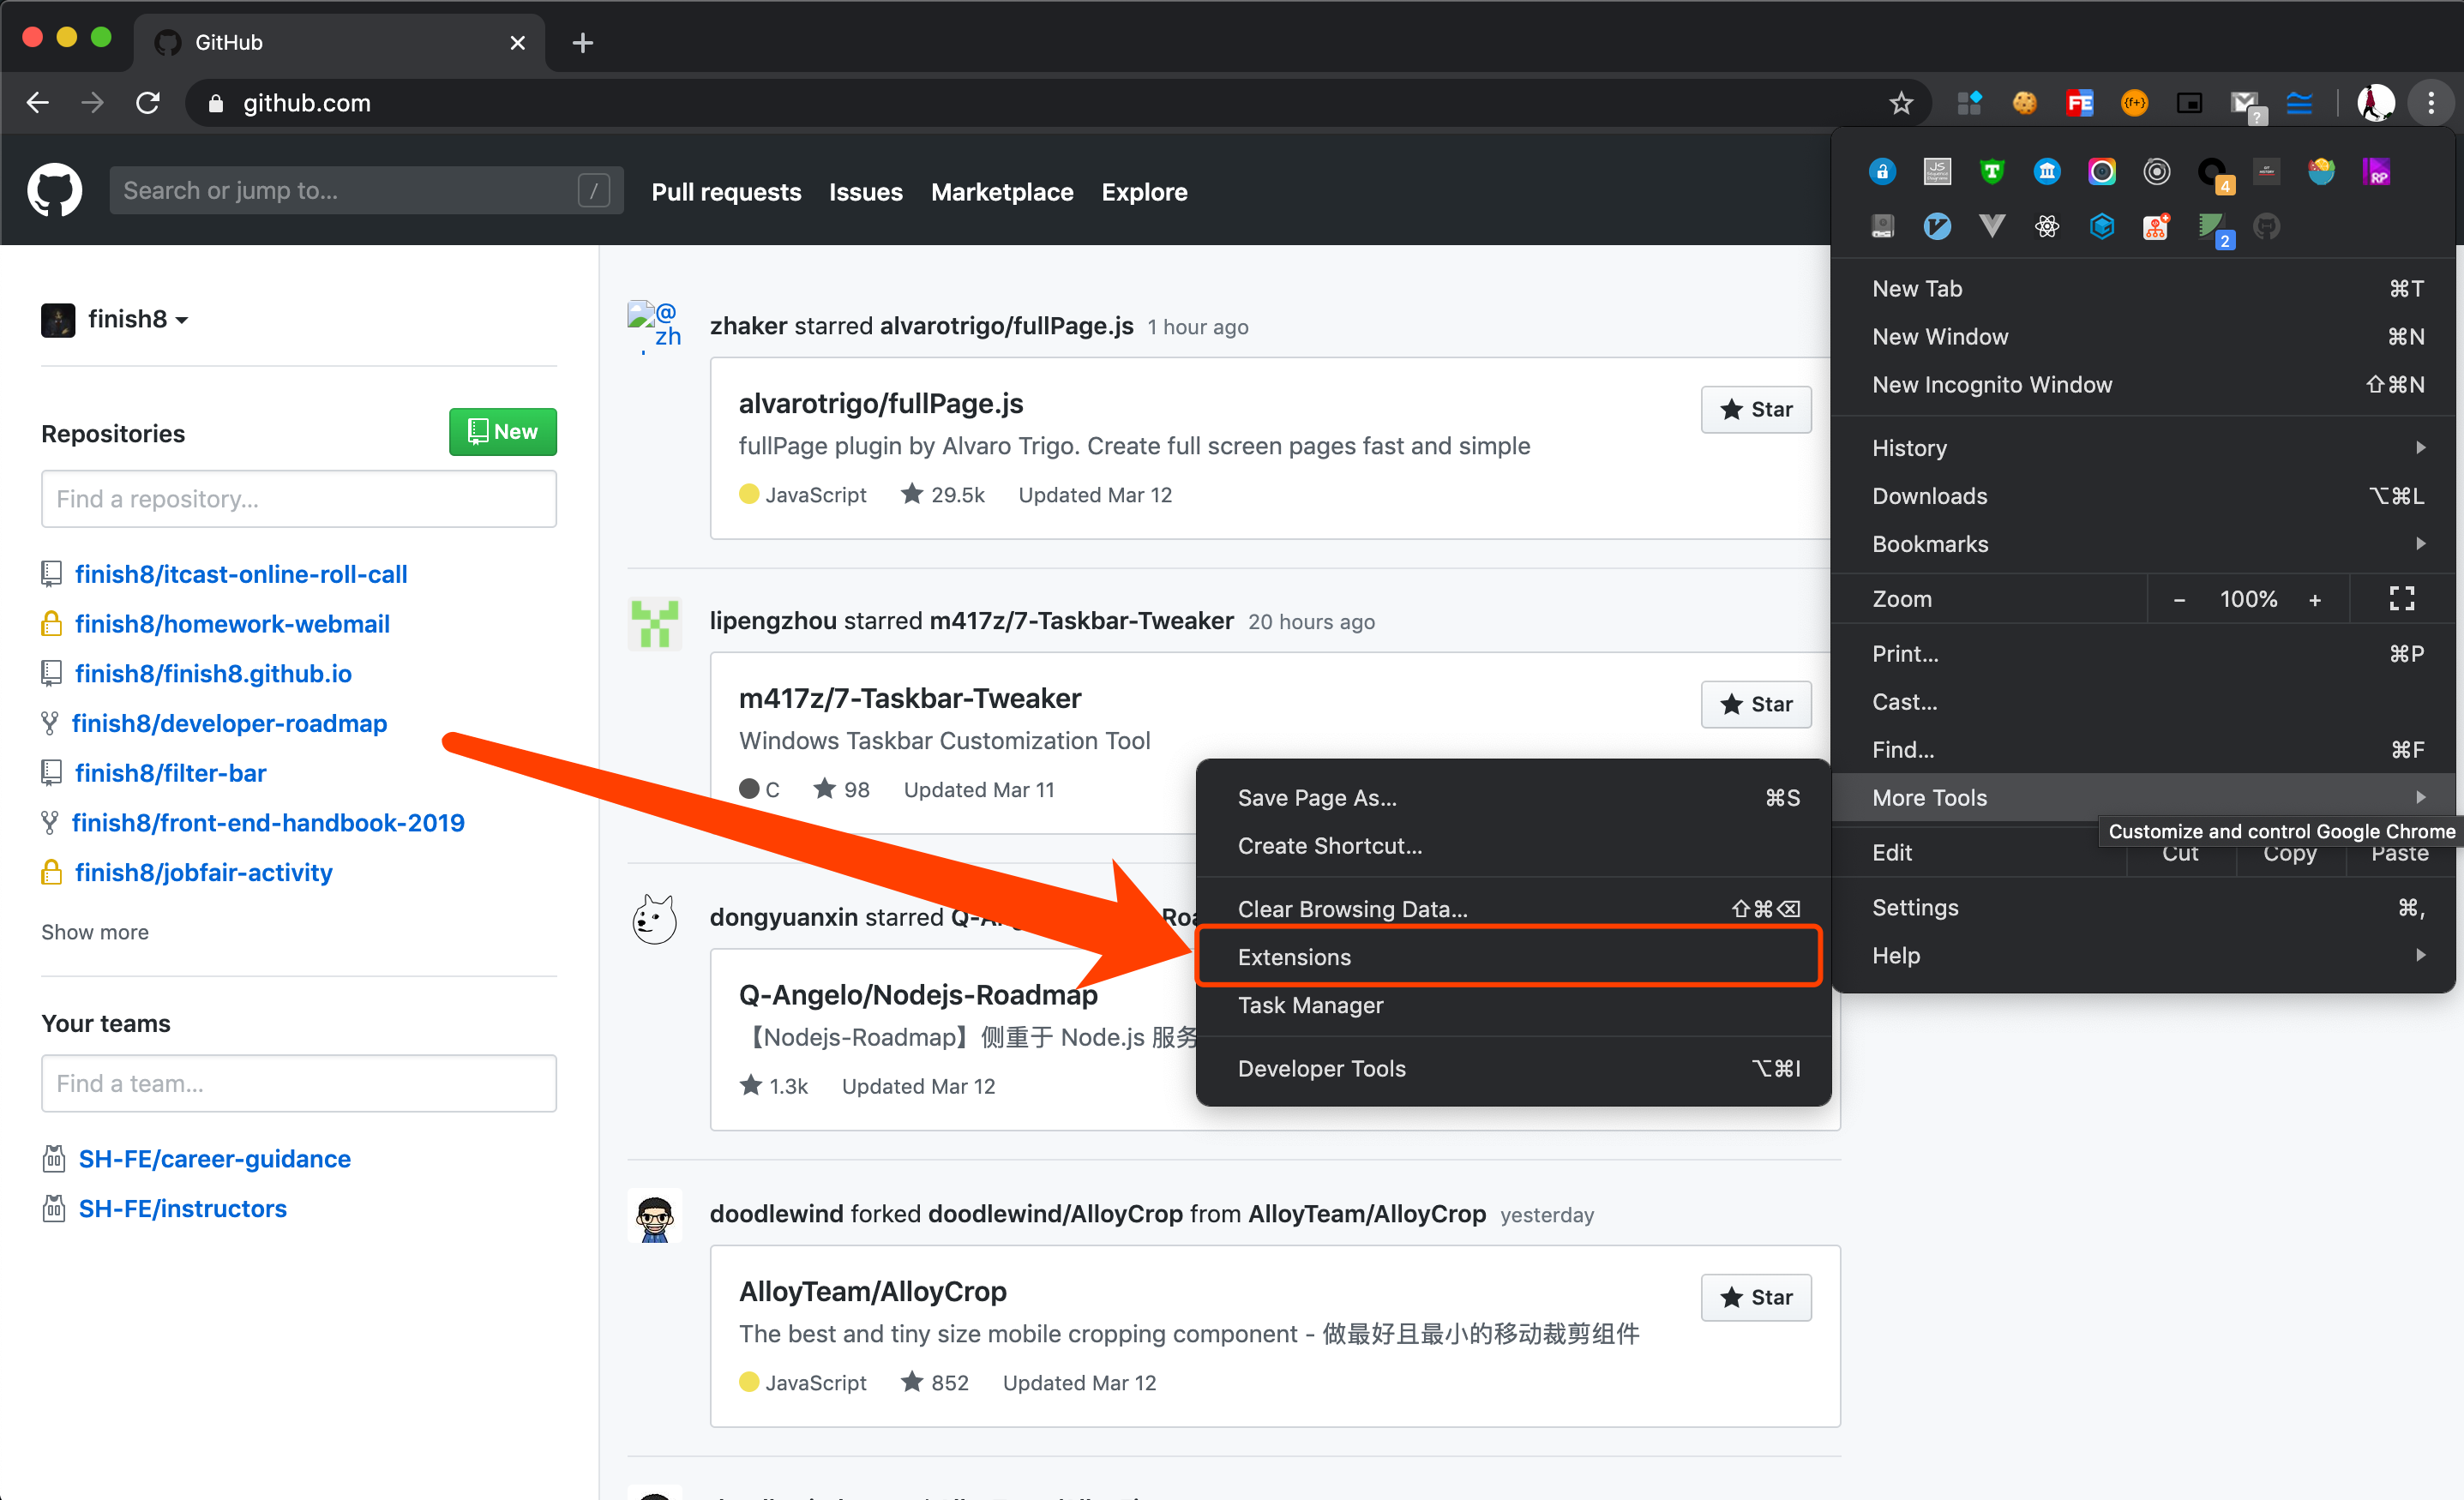 GitHub
github.com
FE
{f+}
?
Search or jump to...
/
Pull requests Issues Marketplace Explore
JS
T
4
RP
2
finish8
Repositories
New
Find a repository...
finish8/itcast-online-roll-call
finish8/homework-webmail
finish8/finish8.github.io
finish8/developer-roadmap
finish8/filter-bar
finish8/front-end-handbook-2019
finish8/jobfair-activity
Show more
Your teams
Find a team...
SH-FE/career-guidance
SH-FE/instructors
@
zh
zhaker starred alvarotrigo/fullPage.js 1 hour ago
alvarotrigo/fullPage.js
Star
fullPage plugin by Alvaro Trigo. Create full screen pages fast and simple
JavaScript 29.5k Updated Mar 12
lipengzhou starred m417z/7-Taskbar-Tweaker 20 hours ago
m417z/7-Taskbar-Tweaker
Star
Windows Taskbar Customization Tool
C 98 Updated Mar 11
dongyuanxin starred
Q-Angelo/Nodejs-Roadmap
【Nodejs-Roadmap】侧重于 Node.js 服务
1.3k Updated Mar 12
doodlewind forked doodlewind/AlloyCrop from AlloyTeam/AlloyCrop yesterday
AlloyTeam/AlloyCrop
Star
The best and tiny size mobile cropping component - 做最好且最小的移动裁剪组件
JavaScript 852 Updated Mar 12
Save Page As... ⌘S
Create Shortcut...
Clear Browsing Data... ⇧⌘⌫
Extensions
Task Manager
Developer Tools ⌥⌘I
New Tab ⌘T
New Window ⌘N
New Incognito Window ⇧⌘N
History
Downloads ⌥⌘L
Bookmarks
Zoom - 100% +
Print... ⌘P
Cast...
Find... ⌘F
More Tools
Customize and control Google Chrome
Edit Cut Copy Paste
Settings ⌘,
Help